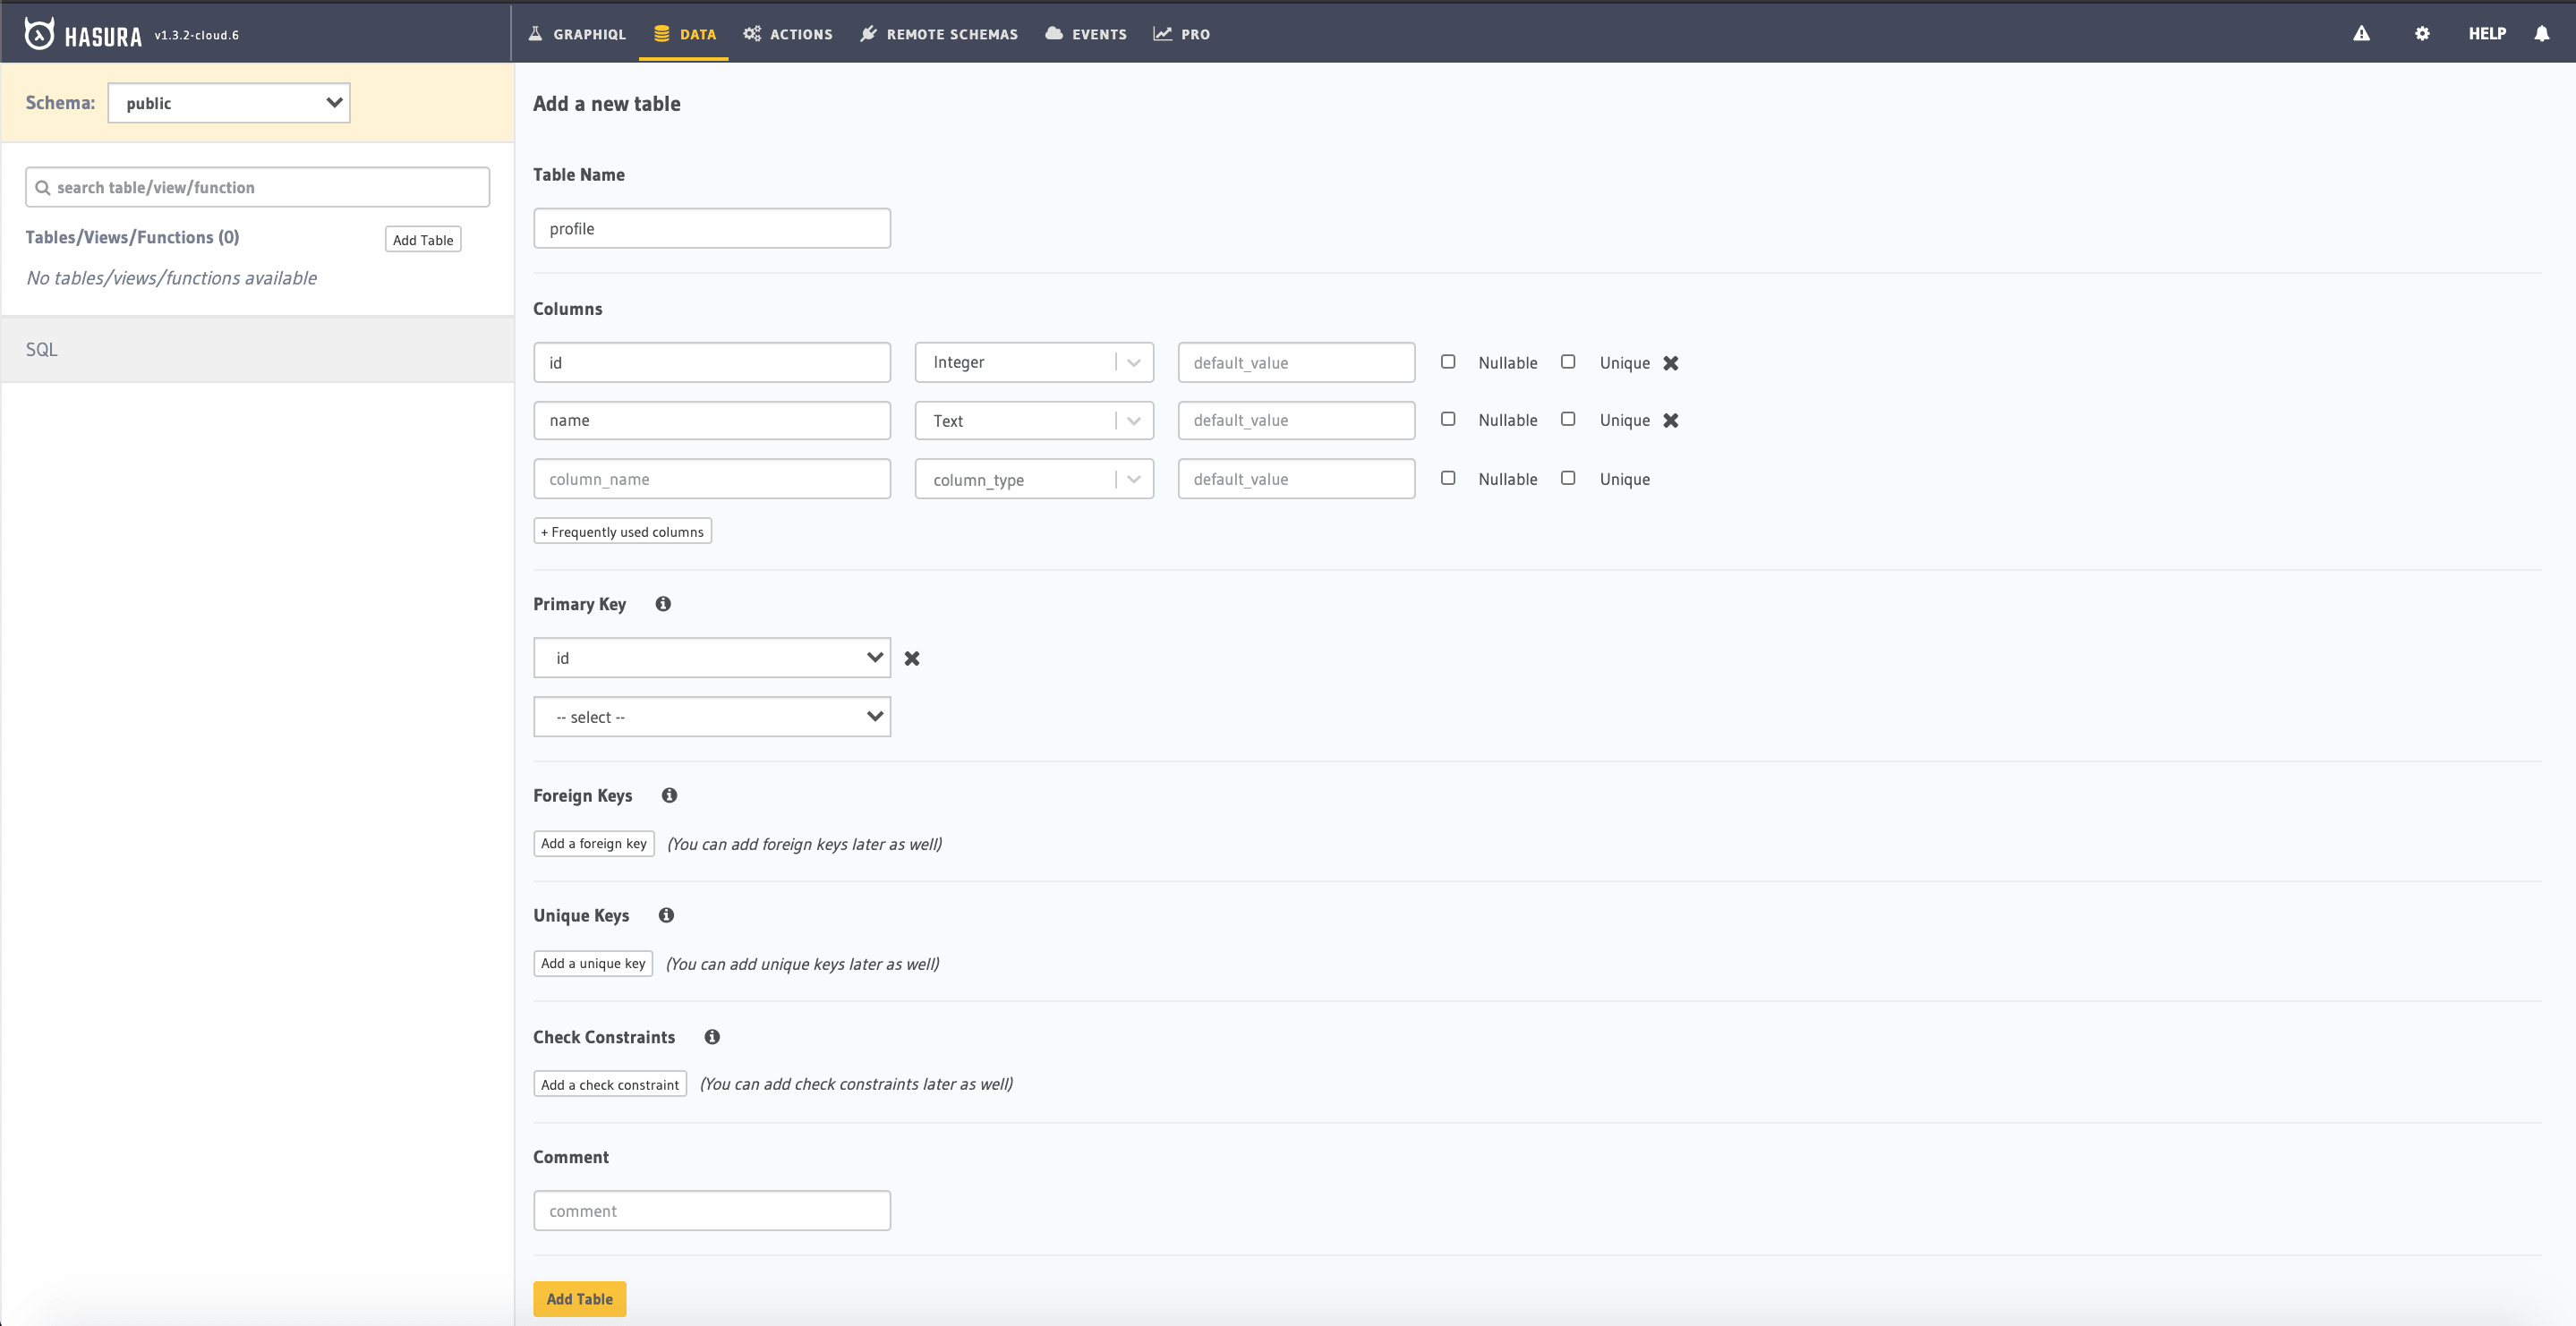 HASURA v1.3.2-cloud.6 GRAPHIQL DATA ACTIONS REMOTE SCHEMAS EVENTS PRO HELP
Schema: public
search table/view/function
Tables/Views/Functions (0) Add Table
No tables/views/functions available
SQL
Add a new table
Table Name
profile
Columns
id Integer default_value Nullable Unique
name Text default_value Nullable Unique
column_name column_type default_value Nullable Unique
+ Frequently used columns
Primary Key
id
-- select --
Foreign Keys
Add a foreign key (You can add foreign keys later as well)
Unique Keys
Add a unique key (You can add unique keys later as well)
Check Constraints
Add a check constraint (You can add check constraints later as well)
Comment
comment
Add Table